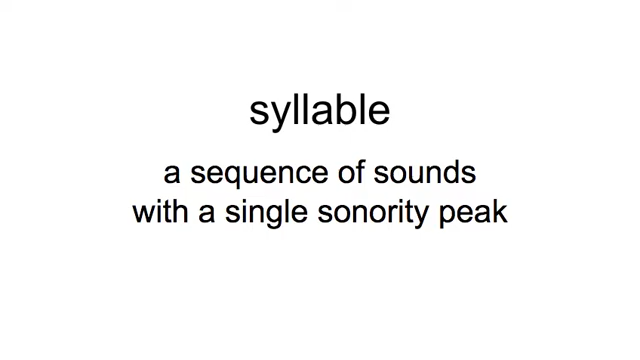 syllable
a sequence of sounds
with a single sonority peak